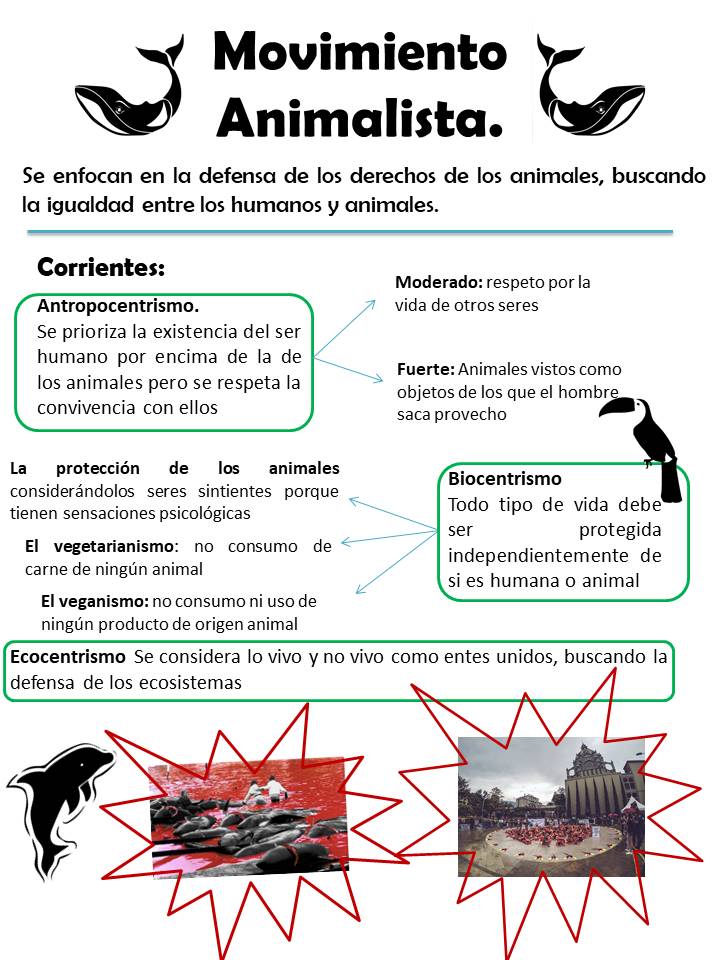 Movimiento
Animalista.
Se enfocan en la defensa de los derechos de los animales, buscando
la igualdad entre los humanos y animales.
Corrientes:
Antropocentrismo.
Se prioriza la existencia del ser
humano por encima de la de
los animales pero se respeta la
convivencia con ellos
Moderado: respeto por la
vida de otros seres
Fuerte: Animales vistos como
objetos de los que el hombre
saca provecho
La protección de los animales
considerándolos seres sintientes porque
tienen sensaciones psicológicas
El vegetarianismo: no consumo de
carne de ningún animal
El veganismo: no consumo ni uso de
ningún producto de origen animal
Biocentrismo
Todo tipo de vida debe
ser protegida
independientemente de
si es humana o animal
Ecocentrismo Se considera lo vivo y no vivo como entes unidos, buscando la
defensa de los ecosistemas